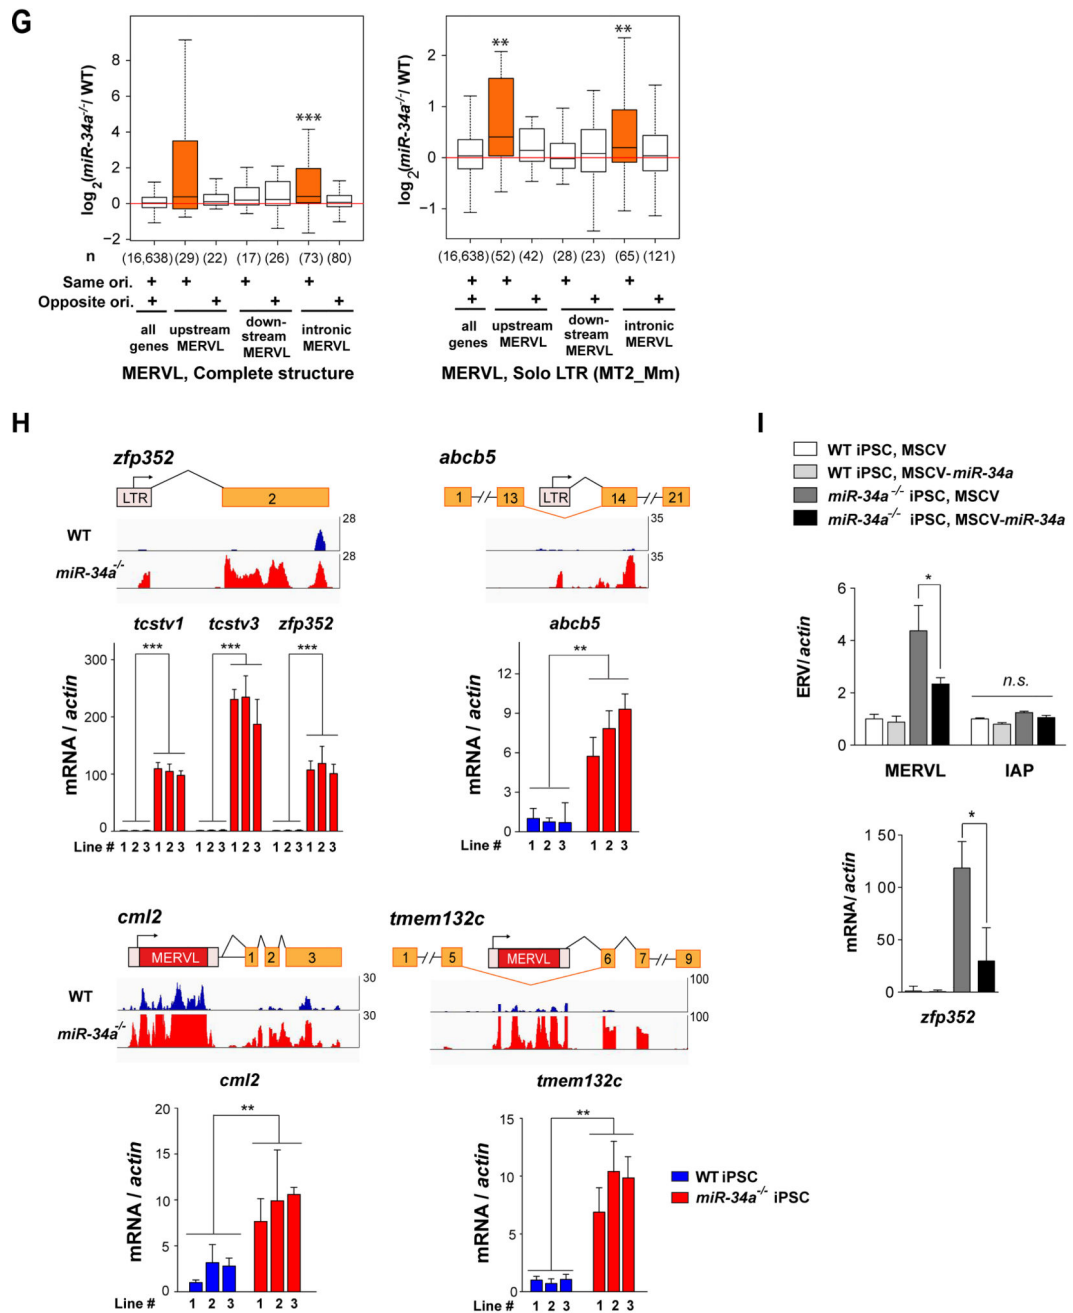 G
log2(miR-34a-/-/ WT)
8
6
4
2
0
−2
***
n
(16,638) (29) (22) (17) (26) (73) (80)
Same ori. + + + +
Opposite ori. + + + +
all genes
upstream MERVL
down-stream MERVL
intronic MERVL
MERVL, Complete structure
log2(miR-34a-/-/ WT)
2
1
0
−1
** **
(16,638) (52) (42) (28) (23) (65) (121)
+ + + +
+ + + +
all genes
upstream MERVL
down-stream MERVL
intronic MERVL
MERVL, Solo LTR (MT2_Mm)
H
zfp352
LTR 2
WT 28
miR-34a-/- 28
tcstv1 tcstv3 zfp352
*** *** ***
mRNA / actin
300
200
100
0
Line # 1 2 3 1 2 3 1 2 3 1 2 3 1 2 3 1 2 3
abcb5
1 13 LTR 14 21
35
35
abcb5
**
mRNA / actin
12
9
6
3
0
Line # 1 2 3 1 2 3
cml2
MERVL 1 2 3
WT 30
miR-34a-/- 30
cml2
**
mRNA / actin
20
15
10
5
0
Line # 1 2 3 1 2 3
tmem132c
1 5 MERVL 6 7 9
100
100
tmem132c
**
mRNA / actin
15
10
5
0
Line # 1 2 3 1 2 3
WT iPSC
miR-34a-/- iPSC
I
WT iPSC, MSCV
WT iPSC, MSCV-miR-34a
miR-34a-/- iPSC, MSCV
miR-34a-/- iPSC, MSCV-miR-34a
ERV/actin
6
4
2
0
*
n.s.
MERVL IAP
mRNA/actin
150
100
50
0
*
zfp352